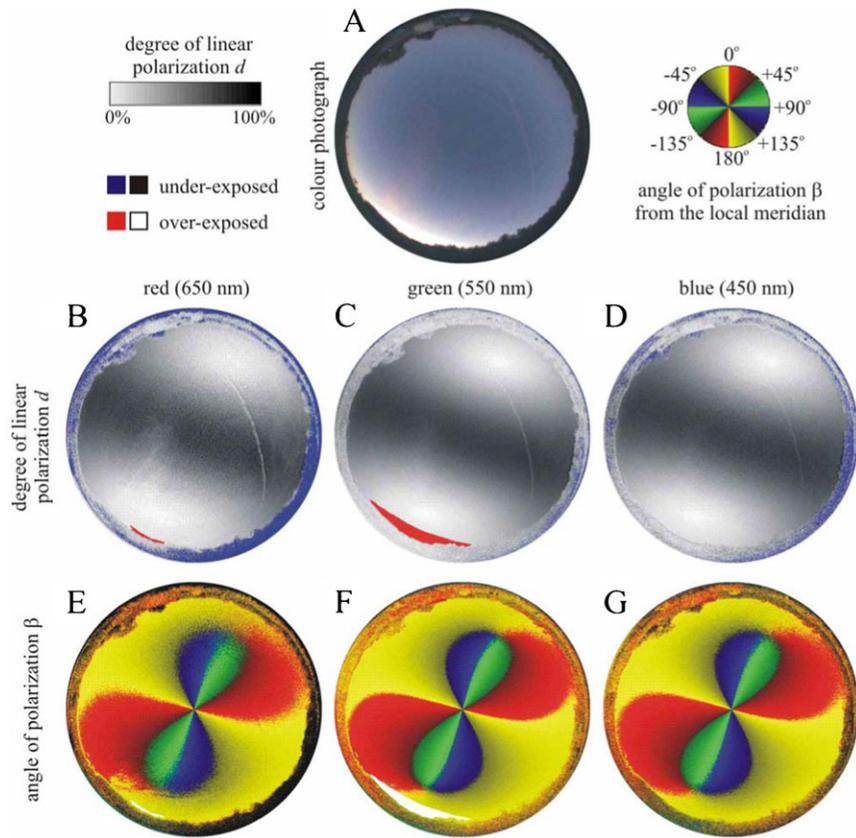 A
degree of linear
polarization d
0%
100%
under-exposed
over-exposed
colour photograph
0°
-45°
+45°
-90°
+90°
-135°
+135°
180°
angle of polarization β
from the local meridian
red (650 nm)
green (550 nm)
blue (450 nm)
B
C
D
degree of linear
polarization d
E
F
G
angle of polarization β